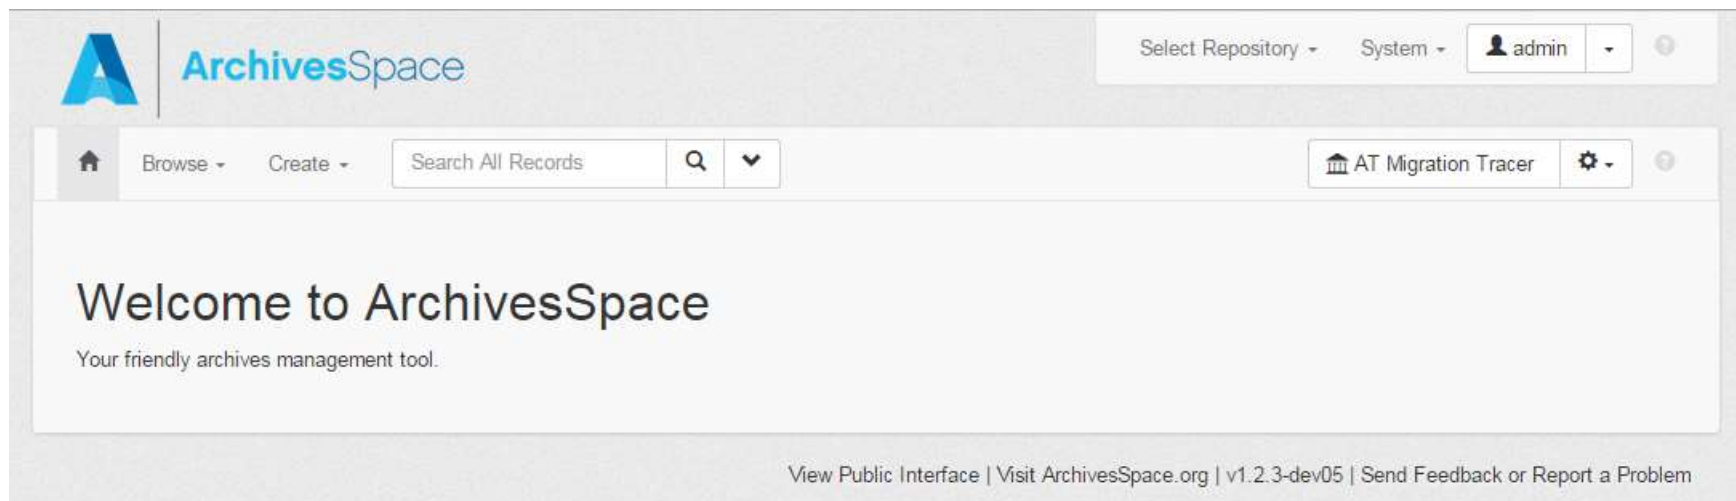 ArchivesSpace
Select Repository System admin
Browse Create Search All Records AT Migration Tracer
Welcome to ArchivesSpace
Your friendly archives management tool.
View Public Interface | Visit ArchivesSpace.org | v1.2.3-dev05 | Send Feedback or Report a Problem